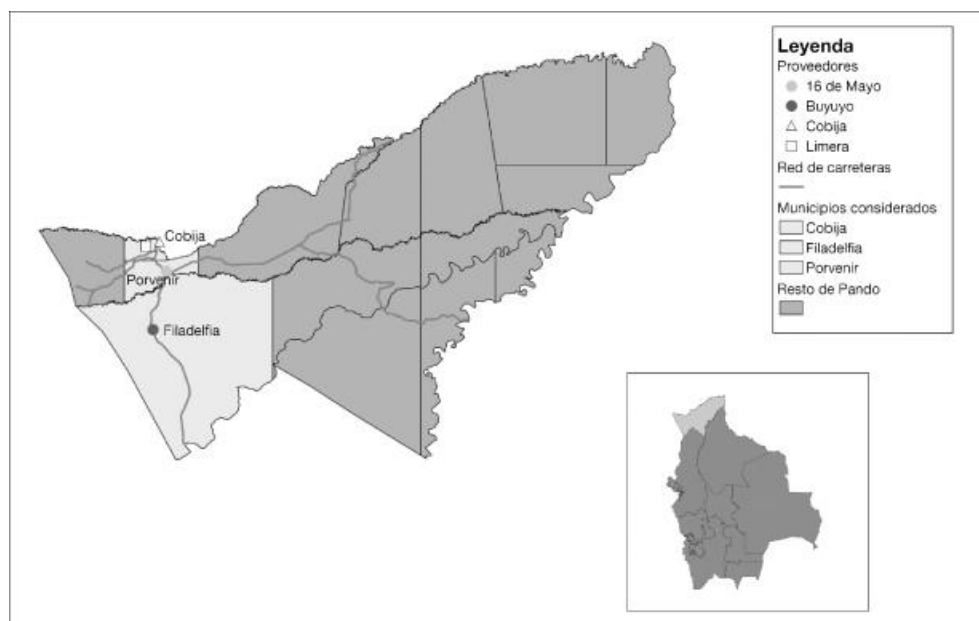 Leyenda
Proveedores
16 de Mayo
Buyuyo
Cobija
Limera
Red de carreteras
Municipios considerados
Cobija
Filadelfia
Porvenir
Resto de Pando
Cobija
Porvenir
Filadelfia